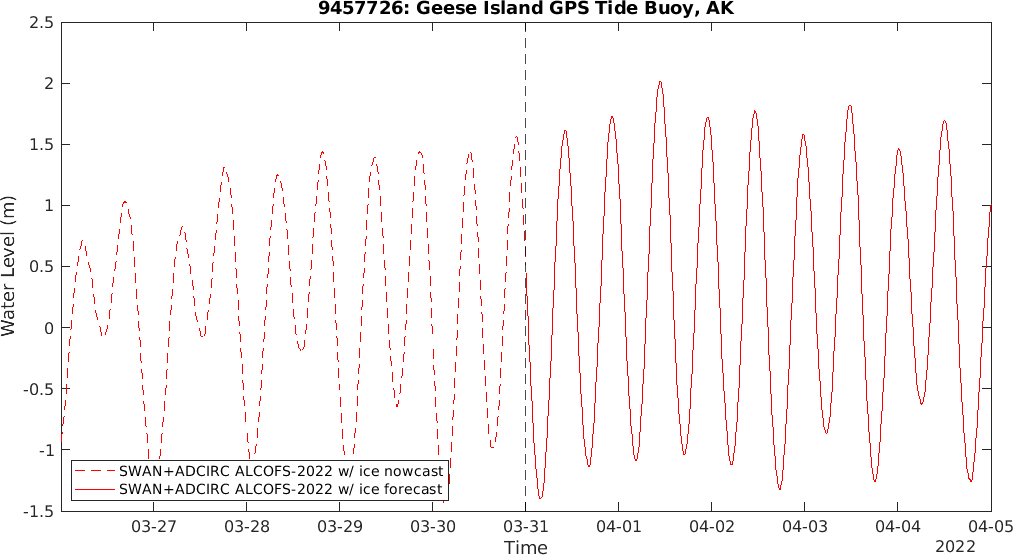 9457726: Geese Island GPS Tide Buoy, AK
2.5
2
1.5
1
0.5
0
-0.5
-1
-1.5
Water Level (m)
SWAN+ADCIRC ALCOFS-2022 w/ ice nowcast
SWAN+ADCIRC ALCOFS-2022 w/ ice forecast
03-27 03-28 03-29 03-30 03-31 04-01 04-02 04-03 04-04 04-05
Time
2022